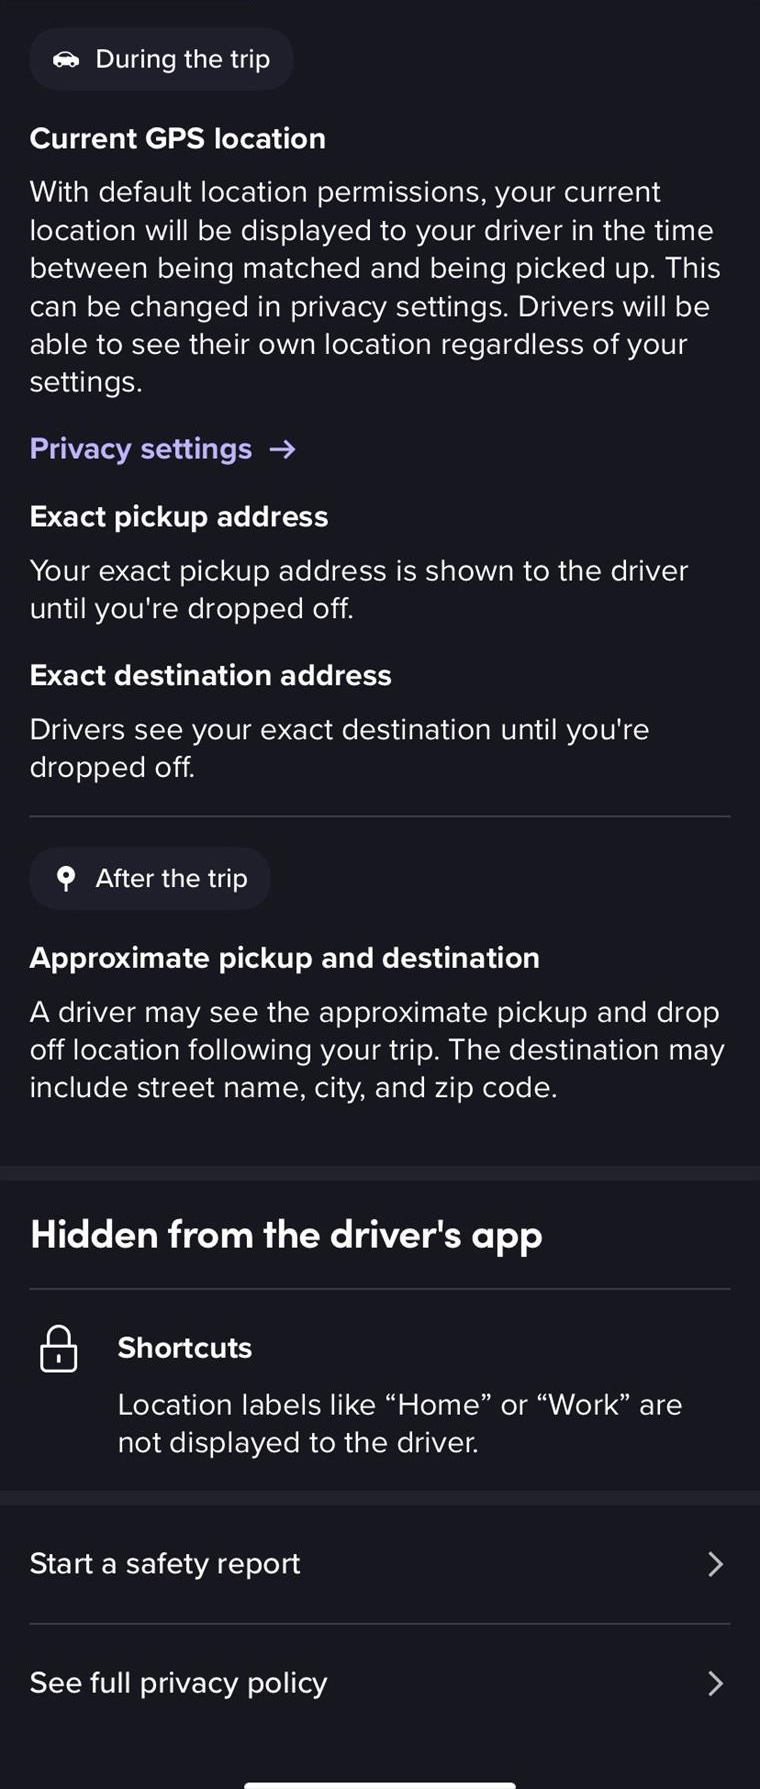 During the trip
Current GPS location
With default location permissions, your current
location will be displayed to your driver in the time
between being matched and being picked up. This
can be changed in privacy settings. Drivers will be
able to see their own location regardless of your
settings.
Privacy settings →
Exact pickup address
Your exact pickup address is shown to the driver
until you're dropped off.
Exact destination address
Drivers see your exact destination until you're
dropped off.
After the trip
Approximate pickup and destination
A driver may see the approximate pickup and drop
off location following your trip. The destination may
include street name, city, and zip code.
Hidden from the driver's app
Shortcuts
Location labels like “Home” or “Work” are
not displayed to the driver.
Start a safety report
See full privacy policy